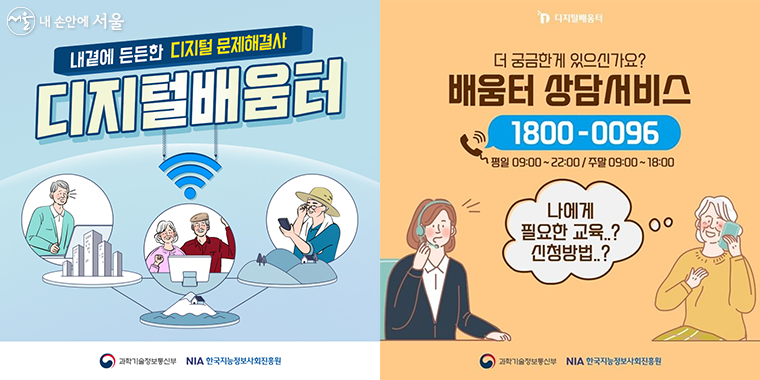 내 손안에 서울
내곁에 든든한 디지털 문제해결사
디지털배움터
과학기술정보통신부
NIA 한국지능정보사회진흥원
디지털배움터
더 궁금한게 있으신가요?
배움터 상담서비스
1800-0096
평일 09:00~22:00 / 주말 09:00~18:00
나에게
필요한 교육..?
신청방법..?
과학기술정보통신부
NIA 한국지능정보사회진흥원